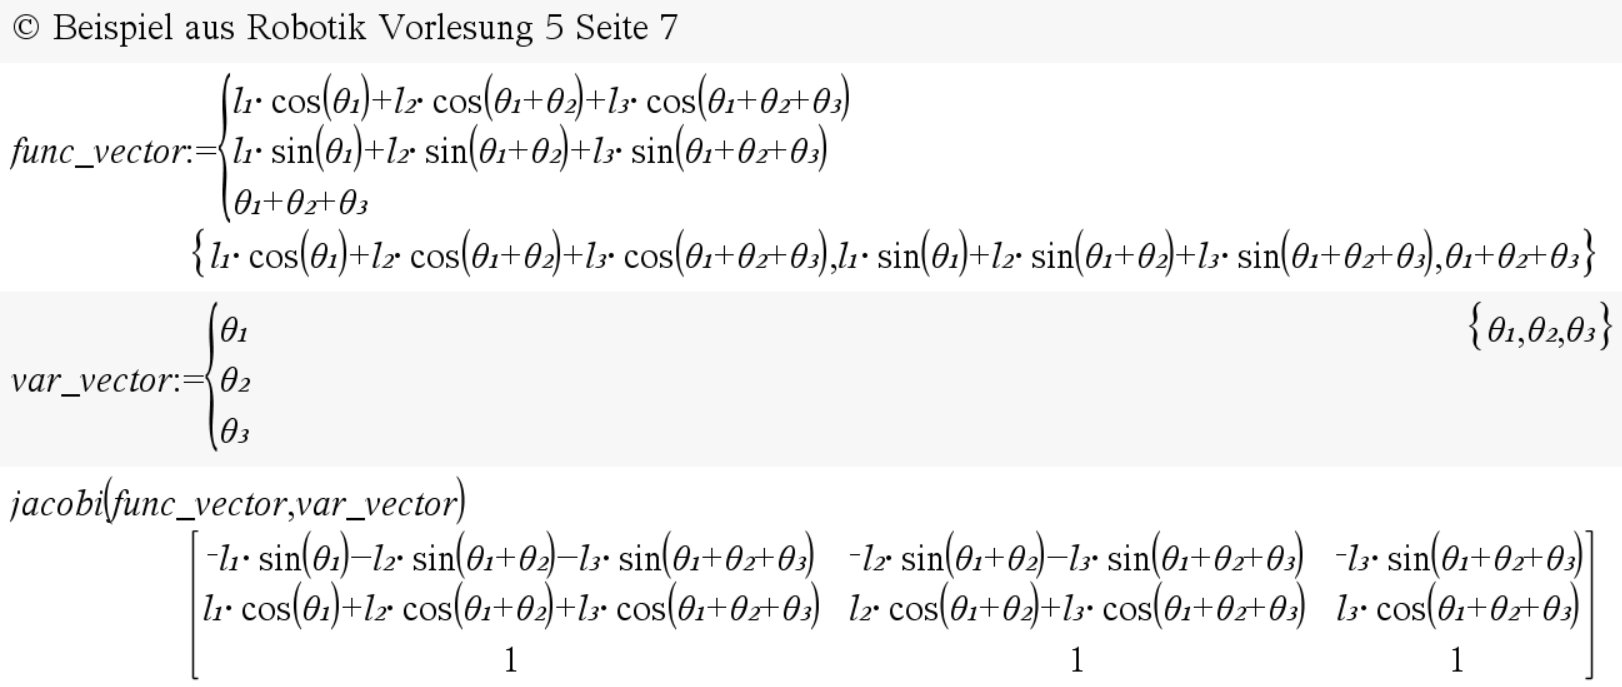 © Beispiel aus Robotik Vorlesung 5 Seite 7
func_vector:={l₁· cos(θ₁)+l₂· cos(θ₁+θ₂)+l₃· cos(θ₁+θ₂+θ₃)
l₁· sin(θ₁)+l₂· sin(θ₁+θ₂)+l₃· sin(θ₁+θ₂+θ₃)
θ₁+θ₂+θ₃
{l₁· cos(θ₁)+l₂· cos(θ₁+θ₂)+l₃· cos(θ₁+θ₂+θ₃),l₁· sin(θ₁)+l₂· sin(θ₁+θ₂)+l₃· sin(θ₁+θ₂+θ₃),θ₁+θ₂+θ₃}
var_vector:={θ₁
θ₂
θ₃
{θ₁,θ₂,θ₃}
jacobi(func_vector,var_vector)
[-l₁· sin(θ₁)−l₂· sin(θ₁+θ₂)−l₃· sin(θ₁+θ₂+θ₃) -l₂· sin(θ₁+θ₂)−l₃· sin(θ₁+θ₂+θ₃) -l₃· sin(θ₁+θ₂+θ₃)
l₁· cos(θ₁)+l₂· cos(θ₁+θ₂)+l₃· cos(θ₁+θ₂+θ₃) l₂· cos(θ₁+θ₂)+l₃· cos(θ₁+θ₂+θ₃) l₃· cos(θ₁+θ₂+θ₃)
1 1 1]